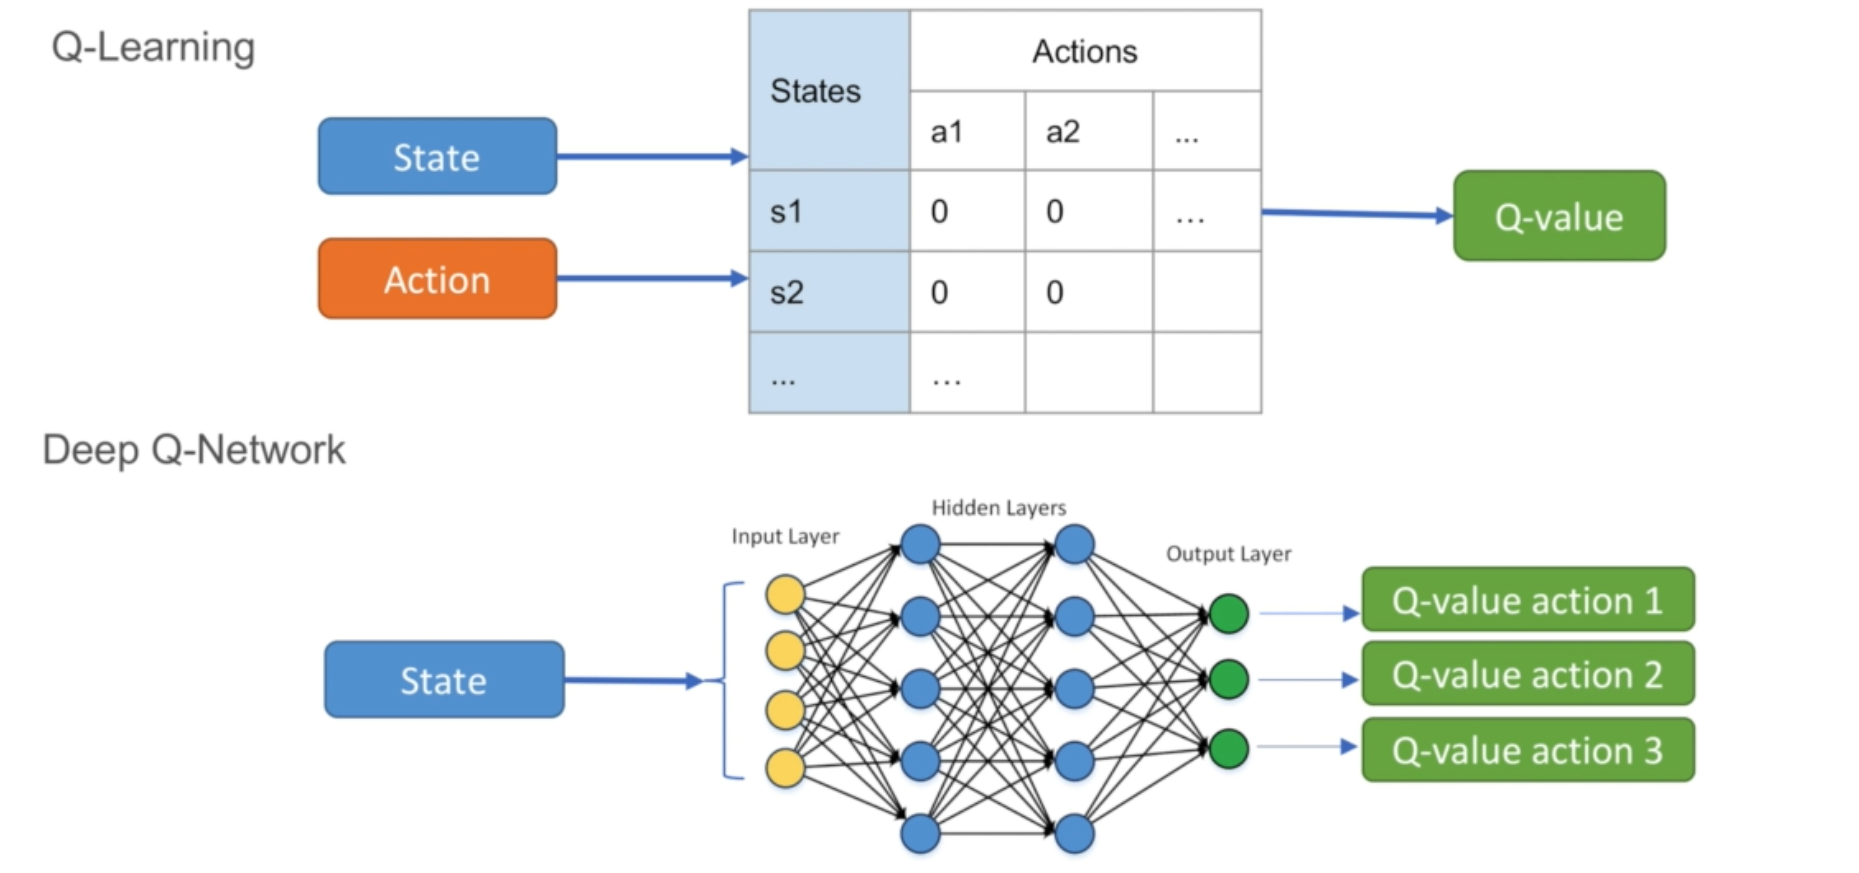 Q-Learning
Actions
States
a1 a2 ...
State
s1 0 0 ...
Q-value
Action
s2 0 0
... ...
Deep Q-Network
Hidden Layers
Input Layer
Output Layer
Q-value action 1
State
Q-value action 2
Q-value action 3